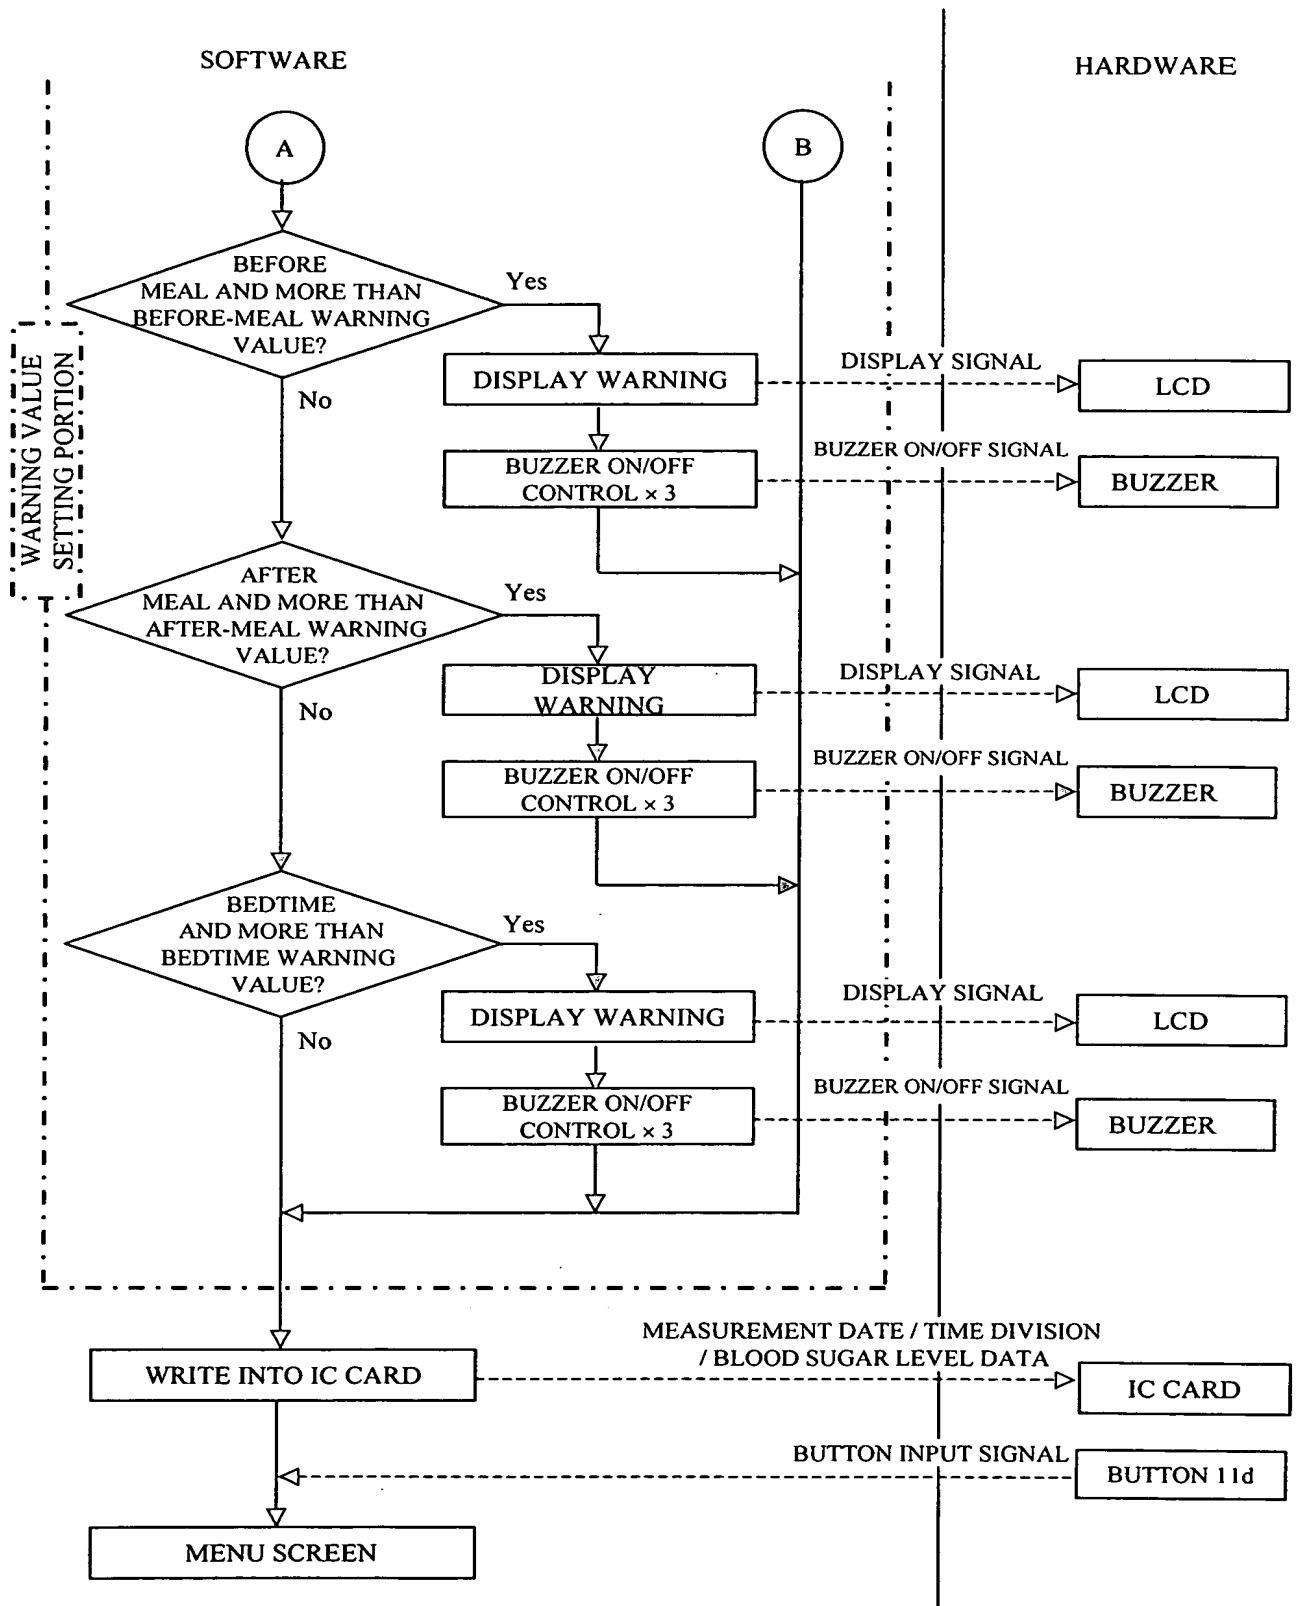 SOFTWARE
HARDWARE
A
B
BEFORE
MEAL AND MORE THAN
BEFORE-MEAL WARNING
VALUE?
Yes
No
WARNING VALUE
SETTING PORTION
DISPLAY WARNING
DISPLAY SIGNAL
LCD
BUZZER ON/OFF
CONTROL × 3
BUZZER ON/OFF SIGNAL
BUZZER
AFTER
MEAL AND MORE THAN
AFTER-MEAL WARNING
VALUE?
Yes
No
DISPLAY
WARNING
DISPLAY SIGNAL
LCD
BUZZER ON/OFF
CONTROL × 3
BUZZER ON/OFF SIGNAL
BUZZER
BEDTIME
AND MORE THAN
BEDTIME WARNING
VALUE?
Yes
No
DISPLAY WARNING
DISPLAY SIGNAL
LCD
BUZZER ON/OFF
CONTROL × 3
BUZZER ON/OFF SIGNAL
BUZZER
WRITE INTO IC CARD
MEASUREMENT DATE / TIME DIVISION
/ BLOOD SUGAR LEVEL DATA
IC CARD
BUTTON INPUT SIGNAL
BUTTON 11d
MENU SCREEN